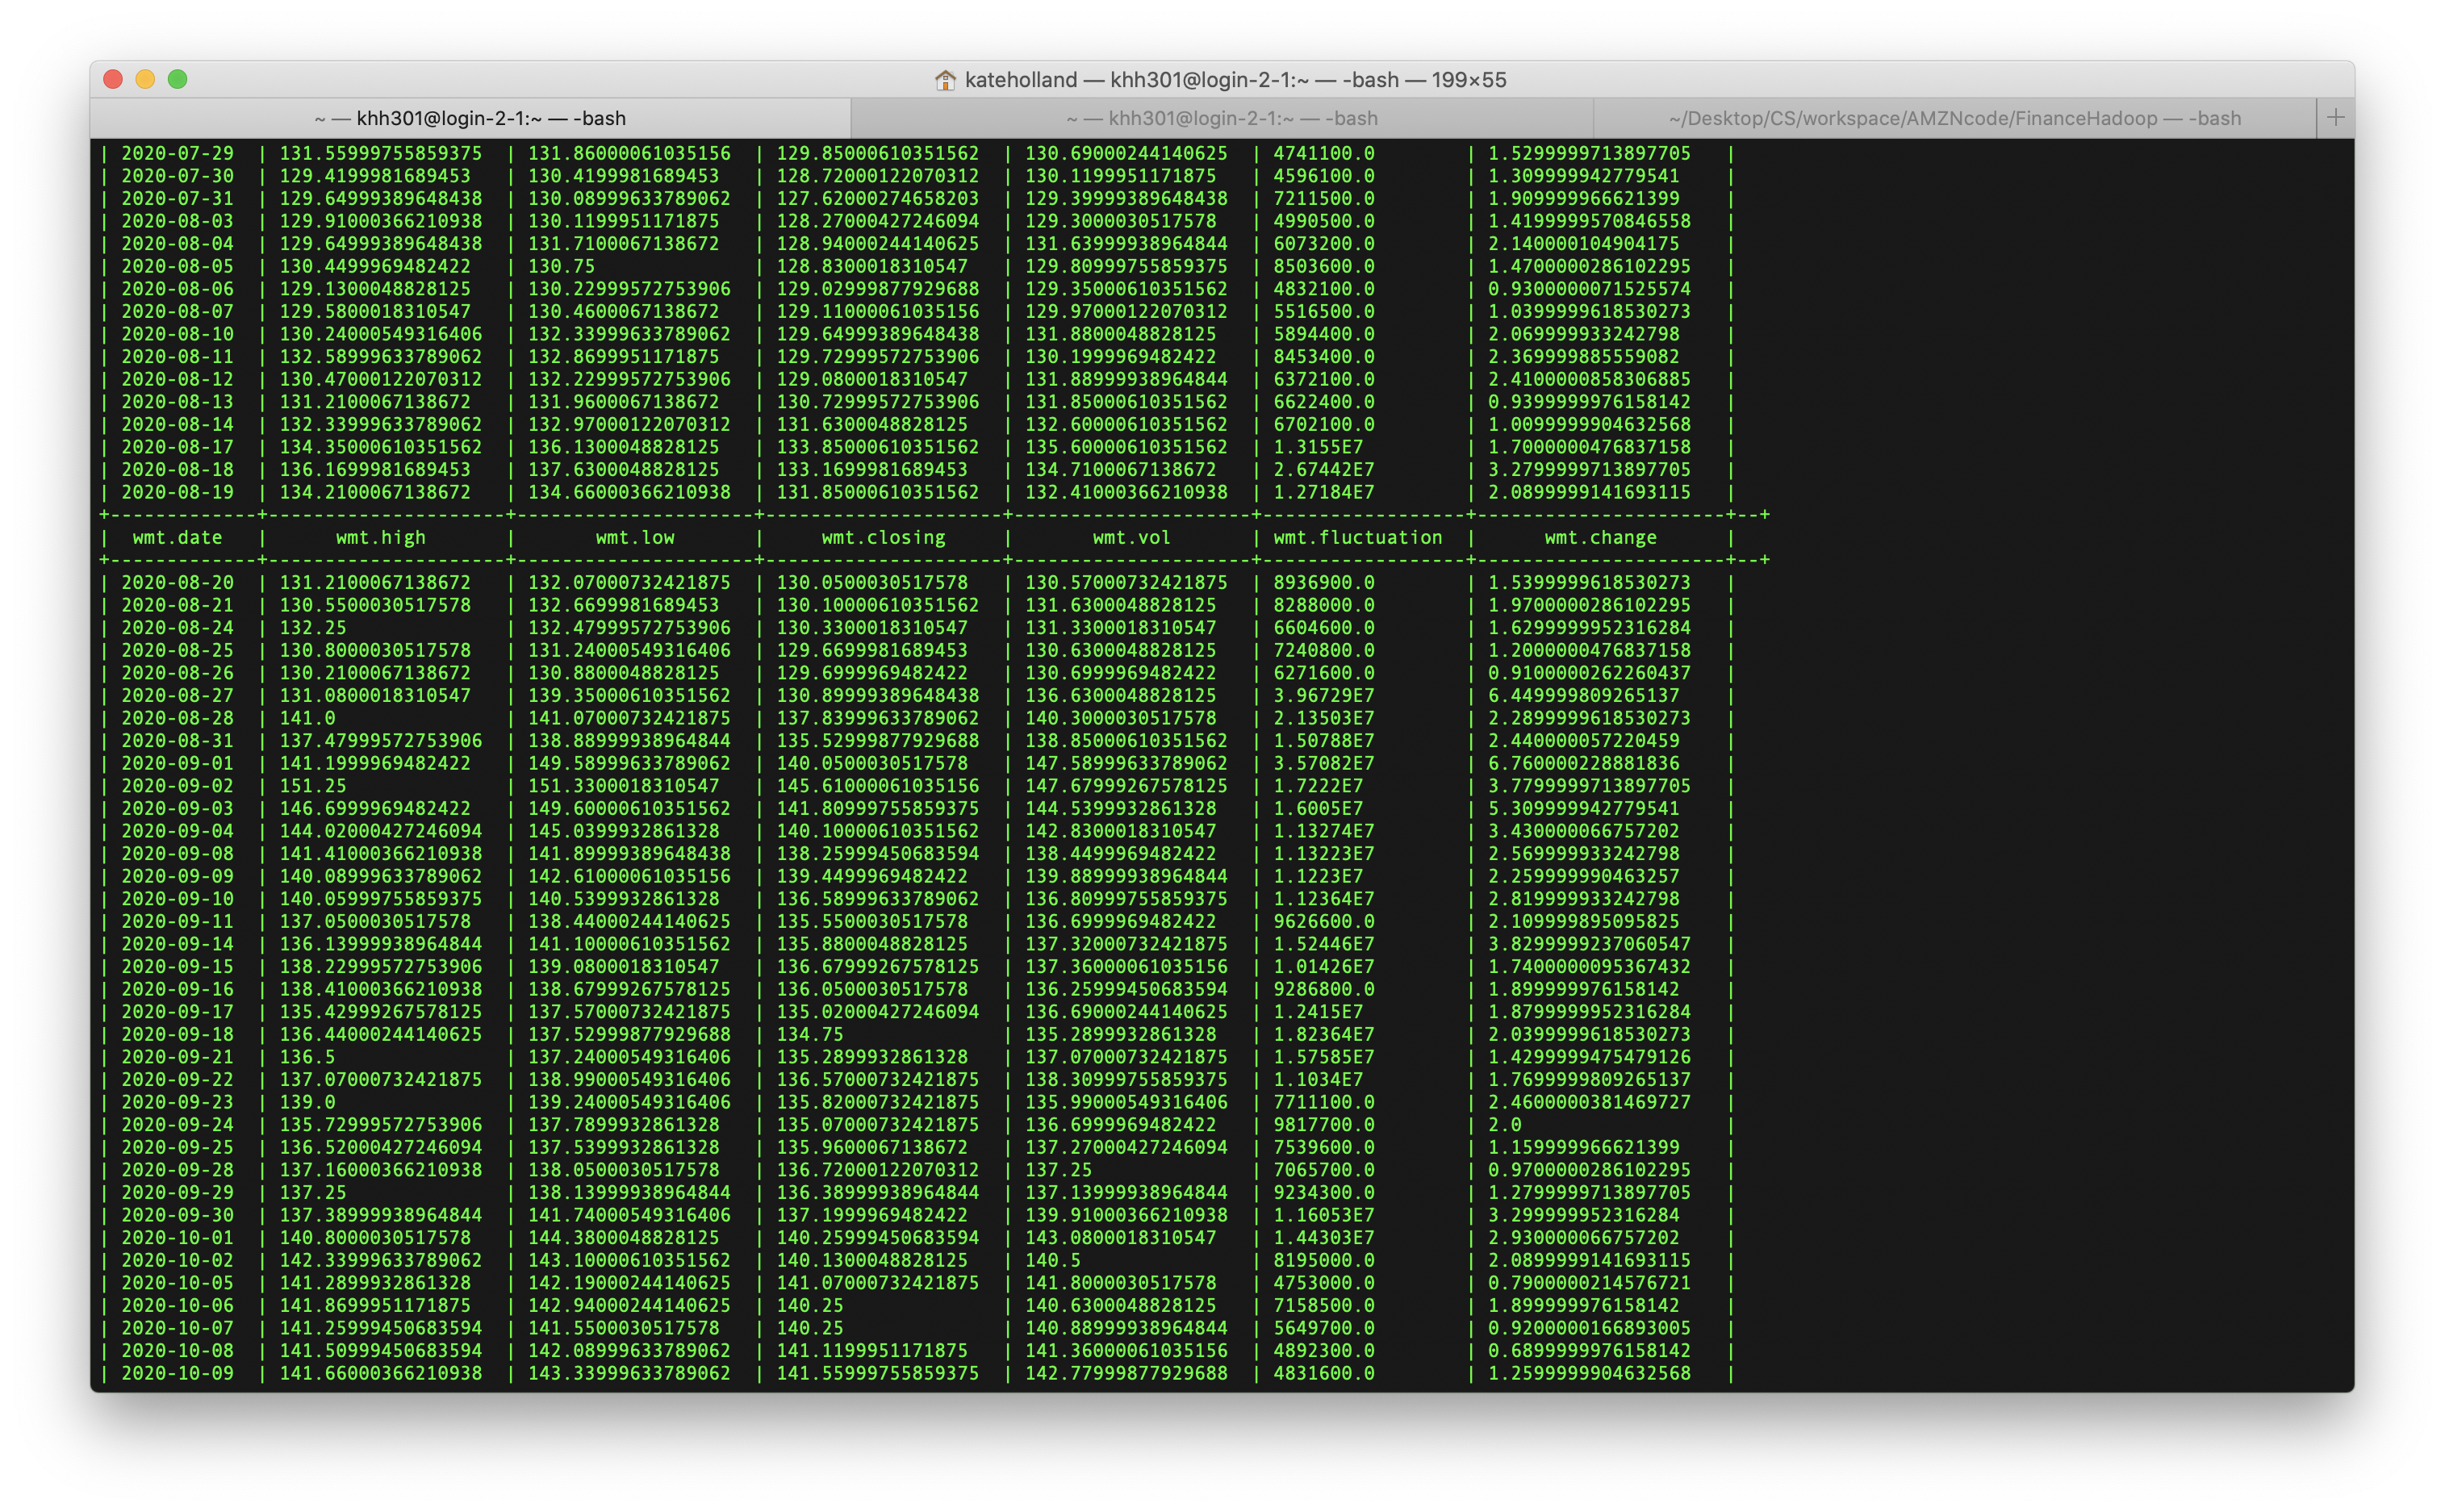 kateholland — khh301@login-2-1:~ — -bash — 199×55
~ — khh301@login-2-1:~ — -bash ~ — khh301@login-2-1:~ — -bash ~/Desktop/CS/workspace/AMZNcode/FinanceHadoop — -bash +
| 2020-07-29 | 131.55999755859375 | 131.86000061035156 | 129.85000610351562 | 130.69000244140625 | 4741100.0 | 1.5299999713897705 |
| 2020-07-30 | 129.4199981689453 | 130.4199981689453 | 128.72000122070312 | 130.1199951171875 | 4596100.0 | 1.309999942779541 |
| 2020-07-31 | 129.64999389648438 | 130.08999633789062 | 127.62000274658203 | 129.39999389648438 | 7211500.0 | 1.909999966621399 |
| 2020-08-03 | 129.91000366210938 | 130.1199951171875 | 128.27000427246094 | 129.3000030517578 | 4990500.0 | 1.4199999570846558 |
| 2020-08-04 | 129.64999389648438 | 131.7100067138672 | 128.94000244140625 | 131.63999938964844 | 6073200.0 | 2.140000104904175 |
| 2020-08-05 | 130.4499969482422 | 130.75 | 128.8300018310547 | 129.80999755859375 | 8503600.0 | 1.4700000286102295 |
| 2020-08-06 | 129.1300048828125 | 130.22999572753906 | 129.02999877929688 | 129.35000610351562 | 4832100.0 | 0.9300000071525574 |
| 2020-08-07 | 129.5800018310547 | 130.4600067138672 | 129.11000061035156 | 129.97000122070312 | 5516500.0 | 1.0399999618530273 |
| 2020-08-10 | 130.24000549316406 | 132.33999633789062 | 129.64999389648438 | 131.8800048828125 | 5894400.0 | 2.069999933242798 |
| 2020-08-11 | 132.58999633789062 | 132.8699951171875 | 129.72999572753906 | 130.1999969482422 | 8453400.0 | 2.369999885559082 |
| 2020-08-12 | 130.47000122070312 | 132.22999572753906 | 129.0800018310547 | 131.88999938964844 | 6372100.0 | 2.4100000858306885 |
| 2020-08-13 | 131.2100067138672 | 131.9600067138672 | 130.72999572753906 | 131.85000610351562 | 6622400.0 | 0.9399999976158142 |
| 2020-08-14 | 132.33999633789062 | 132.97000122070312 | 131.6300048828125 | 132.60000610351562 | 6702100.0 | 1.0099999904632568 |
| 2020-08-17 | 134.35000610351562 | 136.1300048828125 | 133.85000610351562 | 135.60000610351562 | 1.3155E7 | 1.7000000476837158 |
| 2020-08-18 | 136.1699981689453 | 137.6300048828125 | 133.1699981689453 | 134.7100067138672 | 2.67442E7 | 3.2799999713897705 |
| 2020-08-19 | 134.2100067138672 | 134.66000366210938 | 131.85000610351562 | 132.41000366210938 | 1.27184E7 | 2.0899999141693115 |
+-------------+---------------------+---------------------+---------------------+---------------------+------------------+----------------------+--+
| wmt.date | wmt.high | wmt.low | wmt.closing | wmt.vol | wmt.fluctuation | wmt.change |
+-------------+---------------------+---------------------+---------------------+---------------------+------------------+----------------------+--+
| 2020-08-20 | 131.2100067138672 | 132.07000732421875 | 130.0500030517578 | 130.57000732421875 | 8936900.0 | 1.5399999618530273 |
| 2020-08-21 | 130.5500030517578 | 132.6699981689453 | 130.10000610351562 | 131.6300048828125 | 8288000.0 | 1.9700000286102295 |
| 2020-08-24 | 132.25 | 132.47999572753906 | 130.3300018310547 | 131.3300018310547 | 6604600.0 | 1.6299999952316284 |
| 2020-08-25 | 130.8000030517578 | 131.24000549316406 | 129.6699981689453 | 130.6300048828125 | 7240800.0 | 1.2000000476837158 |
| 2020-08-26 | 130.2100067138672 | 130.8800048828125 | 129.6999969482422 | 130.6999969482422 | 6271600.0 | 0.9100000262260437 |
| 2020-08-27 | 131.0800018310547 | 139.35000610351562 | 130.89999389648438 | 136.6300048828125 | 3.96729E7 | 6.449999809265137 |
| 2020-08-28 | 141.0 | 141.07000732421875 | 137.83999633789062 | 140.3000030517578 | 2.13503E7 | 2.2899999618530273 |
| 2020-08-31 | 137.47999572753906 | 138.88999938964844 | 135.52999877929688 | 138.85000610351562 | 1.50788E7 | 2.440000057220459 |
| 2020-09-01 | 141.1999969482422 | 149.58999633789062 | 140.0500030517578 | 147.58999633789062 | 3.57082E7 | 6.760000228881836 |
| 2020-09-02 | 151.25 | 151.3300018310547 | 145.61000061035156 | 147.67999267578125 | 1.7222E7 | 3.7799999713897705 |
| 2020-09-03 | 146.6999969482422 | 149.60000610351562 | 141.80999755859375 | 144.5399932861328 | 1.6005E7 | 5.309999942779541 |
| 2020-09-04 | 144.02000427246094 | 145.0399932861328 | 140.10000610351562 | 142.8300018310547 | 1.13274E7 | 3.430000066757202 |
| 2020-09-08 | 141.41000366210938 | 141.89999389648438 | 138.25999450683594 | 138.4499969482422 | 1.13223E7 | 2.569999933242798 |
| 2020-09-09 | 140.08999633789062 | 142.61000061035156 | 139.4499969482422 | 139.88999938964844 | 1.1223E7 | 2.259999990463257 |
| 2020-09-10 | 140.05999755859375 | 140.5399932861328 | 136.58999633789062 | 136.80999755859375 | 1.12364E7 | 2.819999933242798 |
| 2020-09-11 | 137.0500030517578 | 138.44000244140625 | 135.5500030517578 | 136.6999969482422 | 9626600.0 | 2.109999895095825 |
| 2020-09-14 | 136.13999938964844 | 141.10000610351562 | 135.8800048828125 | 137.32000732421875 | 1.52446E7 | 3.8299999237060547 |
| 2020-09-15 | 138.22999572753906 | 139.0800018310547 | 136.67999267578125 | 137.36000061035156 | 1.01426E7 | 1.7400000095367432 |
| 2020-09-16 | 138.41000366210938 | 138.67999267578125 | 136.0500030517578 | 136.25999450683594 | 9286800.0 | 1.899999976158142 |
| 2020-09-17 | 135.42999267578125 | 137.57000732421875 | 135.02000427246094 | 136.69000244140625 | 1.2415E7 | 1.8799999952316284 |
| 2020-09-18 | 136.44000244140625 | 137.52999877929688 | 134.75 | 135.2899932861328 | 1.82364E7 | 2.0399999618530273 |
| 2020-09-21 | 136.5 | 137.24000549316406 | 135.2899932861328 | 137.07000732421875 | 1.57585E7 | 1.4299999475479126 |
| 2020-09-22 | 137.07000732421875 | 138.99000549316406 | 136.57000732421875 | 138.30999755859375 | 1.1034E7 | 1.7699999809265137 |
| 2020-09-23 | 139.0 | 139.24000549316406 | 135.82000732421875 | 135.99000549316406 | 7711100.0 | 2.4600000381469727 |
| 2020-09-24 | 135.72999572753906 | 137.7899932861328 | 135.07000732421875 | 136.6999969482422 | 9817700.0 | 2.0 |
| 2020-09-25 | 136.52000427246094 | 137.5399932861328 | 135.9600067138672 | 137.27000427246094 | 7539600.0 | 1.159999966621399 |
| 2020-09-28 | 137.16000366210938 | 138.0500030517578 | 136.72000122070312 | 137.25 | 7065700.0 | 0.9700000286102295 |
| 2020-09-29 | 137.25 | 138.13999938964844 | 136.38999938964844 | 137.13999938964844 | 9234300.0 | 1.2799999713897705 |
| 2020-09-30 | 137.38999938964844 | 141.74000549316406 | 137.1999969482422 | 139.91000366210938 | 1.16053E7 | 3.299999952316284 |
| 2020-10-01 | 140.8000030517578 | 144.3800048828125 | 140.25999450683594 | 143.0800018310547 | 1.44303E7 | 2.930000066757202 |
| 2020-10-02 | 142.33999633789062 | 143.10000610351562 | 140.1300048828125 | 140.5 | 8195000.0 | 2.0899999141693115 |
| 2020-10-05 | 141.2899932861328 | 142.19000244140625 | 141.07000732421875 | 141.8000030517578 | 4753000.0 | 0.7900000214576721 |
| 2020-10-06 | 141.8699951171875 | 142.94000244140625 | 140.25 | 140.6300048828125 | 7158500.0 | 1.899999976158142 |
| 2020-10-07 | 141.25999450683594 | 141.5500030517578 | 140.25 | 140.88999938964844 | 5649700.0 | 0.9200000166893005 |
| 2020-10-08 | 141.50999450683594 | 142.08999633789062 | 141.1199951171875 | 141.36000061035156 | 4892300.0 | 0.6899999976158142 |
| 2020-10-09 | 141.66000366210938 | 143.33999633789062 | 141.55999755859375 | 142.77999877929688 | 4831600.0 | 1.2599999904632568 |